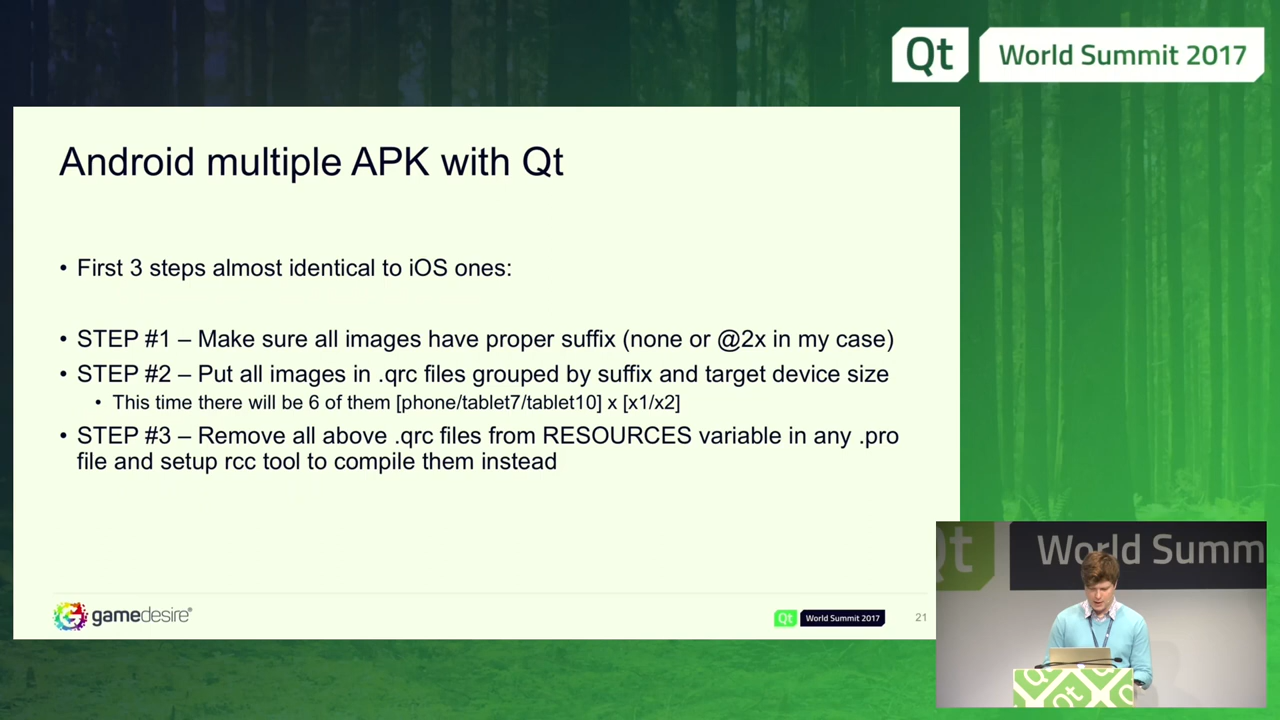 Qt World Summit 2017
Android multiple APK with Qt
• First 3 steps almost identical to iOS ones:
• STEP #1 – Make sure all images have proper suffix (none or @2x in my case)
• STEP #2 – Put all images in .qrc files grouped by suffix and target device size
• This time there will be 6 of them [phone/tablet7/tablet10] x [x1/x2]
• STEP #3 – Remove all above .qrc files from RESOURCES variable in any .pro
file and setup rcc tool to compile them instead
gamedesire®
Qt World Summit 2017
21
Qt World Summ
Qt